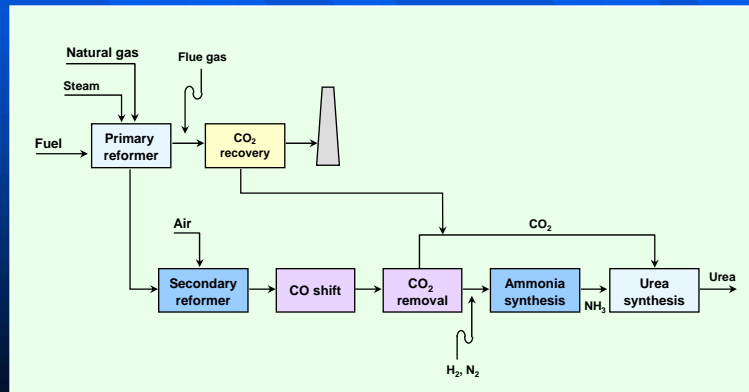 Natural gas
Flue gas
Steam
Fuel
Primary
reformer
CO₂
recovery
Air
CO₂
Secondary
reformer
CO shift
CO₂
removal
Ammonia
synthesis
NH₃
Urea
synthesis
Urea
H₂, N₂